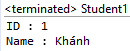 <terminated> Student1
ID : 1
Name : Khánh